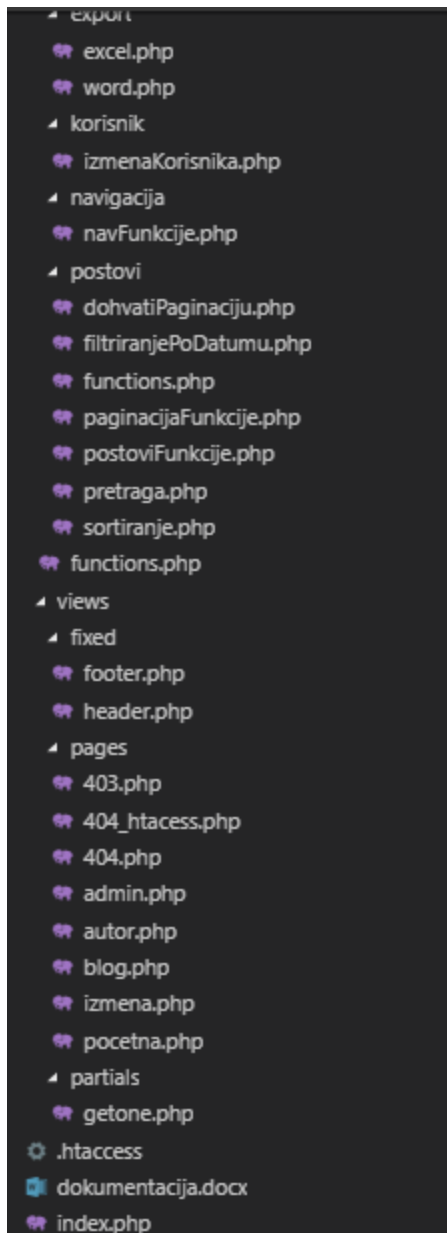 export
excel.php
word.php
korisnik
izmenaKorisnika.php
navigacija
navFunkcije.php
postovi
dohvatiPaginaciju.php
filtriranjePoDatumu.php
functions.php
paginacijaFunkcije.php
postoviFunkcije.php
pretraga.php
sortiranje.php
functions.php
views
fixed
footer.php
header.php
pages
403.php
404_htacess.php
404.php
admin.php
autor.php
blog.php
izmena.php
pocetna.php
partials
getone.php
.htaccess
dokumentacija.docx
index.php